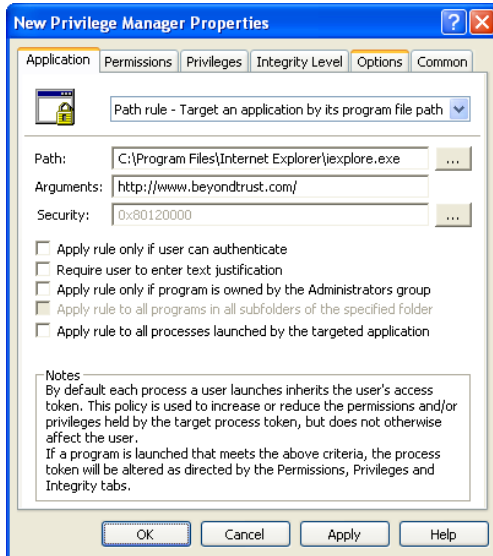 New Privilege Manager Properties
Application Permissions Privileges Integrity Level Options Common
Path rule - Target an application by its program file path
Path: C:\Program Files\Internet Explorer\iexplore.exe ...
Arguments: http://www.beyondtrust.com/
Security: 0x80120000 ...
Apply rule only if user can authenticate
Require user to enter text justification
Apply rule only if program is owned by the Administrators group
Apply rule to all programs in all subfolders of the specified folder
Apply rule to all processes launched by the targeted application
Notes
By default each process a user launches inherits the user's access
token. This policy is used to increase or reduce the permissions and/or
privileges held by the target process token, but does not otherwise
affect the user.
If a program is launched that meets the above criteria, the process
token will be altered as directed by the Permissions, Privileges and
Integrity tabs.
OK Cancel Apply Help